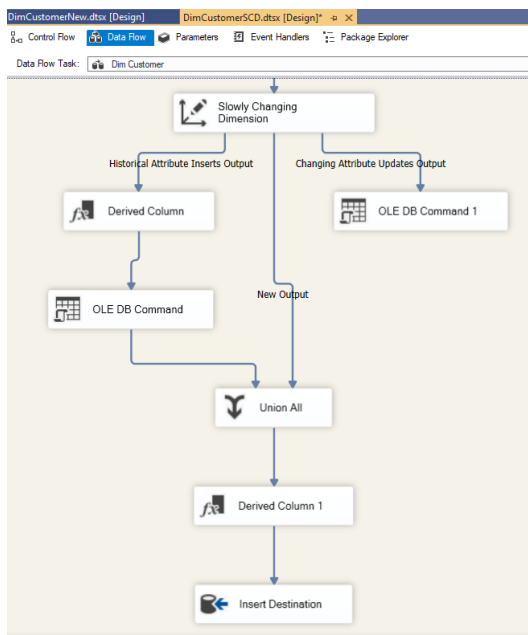 DimCustomerNew.dtsx [Design]
DimCustomerSCD.dtsx [Design]*
Control Flow
Data Flow
Parameters
Event Handlers
Package Explorer
Data Flow Task:
Dim Customer
Slowly Changing
Dimension
Historical Attribute Inserts Output
Changing Attribute Updates Output
fx Derived Column
OLE DB Command 1
OLE DB Command
New Output
Union All
fx Derived Column 1
Insert Destination